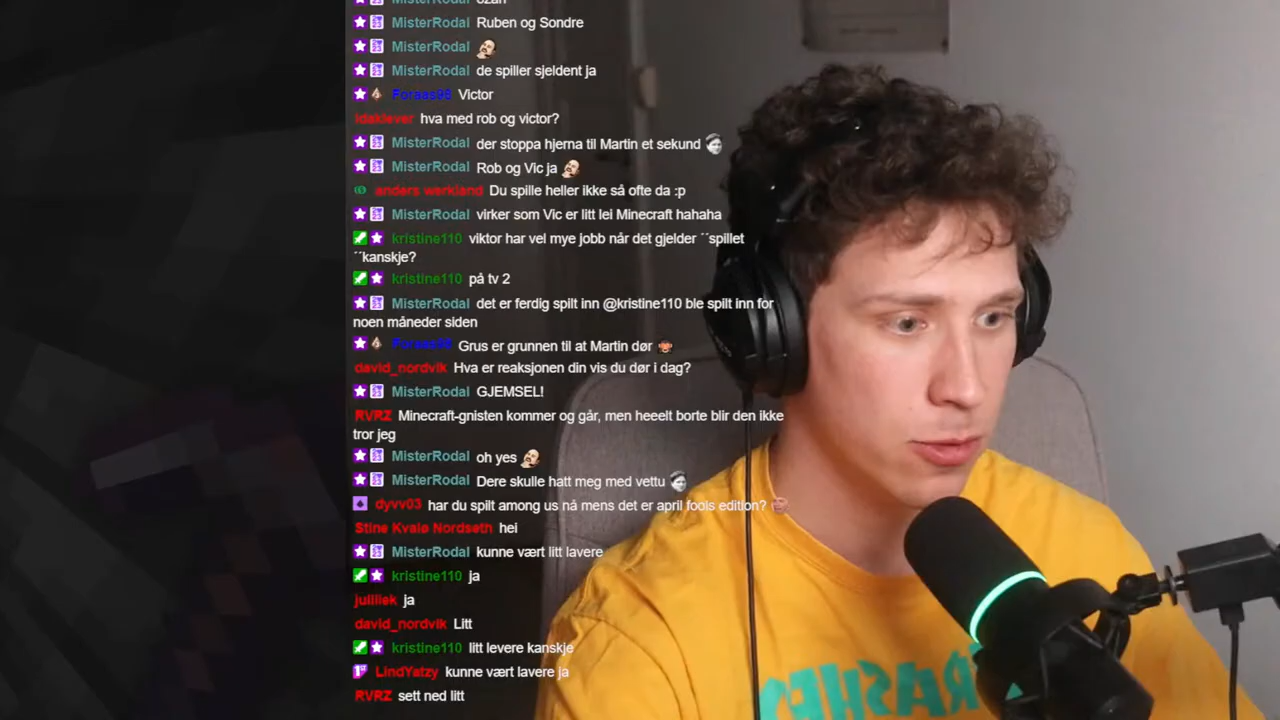 MisterRodal ozan
MisterRodal Ruben og Sondre
MisterRodal
MisterRodal de spiller sjeldent ja
Foraas98 Victor
idaklever hva med rob og victor?
MisterRodal der stoppa hjerna til Martin et sekund
MisterRodal Rob og Vic ja
anders werkland Du spille heller ikke så ofte da :p
MisterRodal virker som Vic er litt lei Minecraft hahaha
kristine110 viktor har vel mye jobb når det gjelder ´´spillet
´´kanskje?
kristine110 på tv 2
MisterRodal det er ferdig spilt inn @kristine110 ble spilt inn for
noen måneder siden
Foraas98 Grus er grunnen til at Martin dør
david_nordvik Hva er reaksjonen din vis du dør i dag?
MisterRodal GJEMSEL!
RVRZ Minecraft-gnisten kommer og går, men heeelt borte blir den ikke
tror jeg
MisterRodal oh yes
MisterRodal Dere skulle hatt meg med vettu
dyvv03 har du spilt among us nå mens det er april fools edition?
Stine Kvalø Nordseth hei
MisterRodal kunne vært litt lavere
kristine110 ja
juliliek ja
david_nordvik Litt
kristine110 litt levere kanskje
LindYatzy kunne vært lavere ja
RVRZ sett ned litt